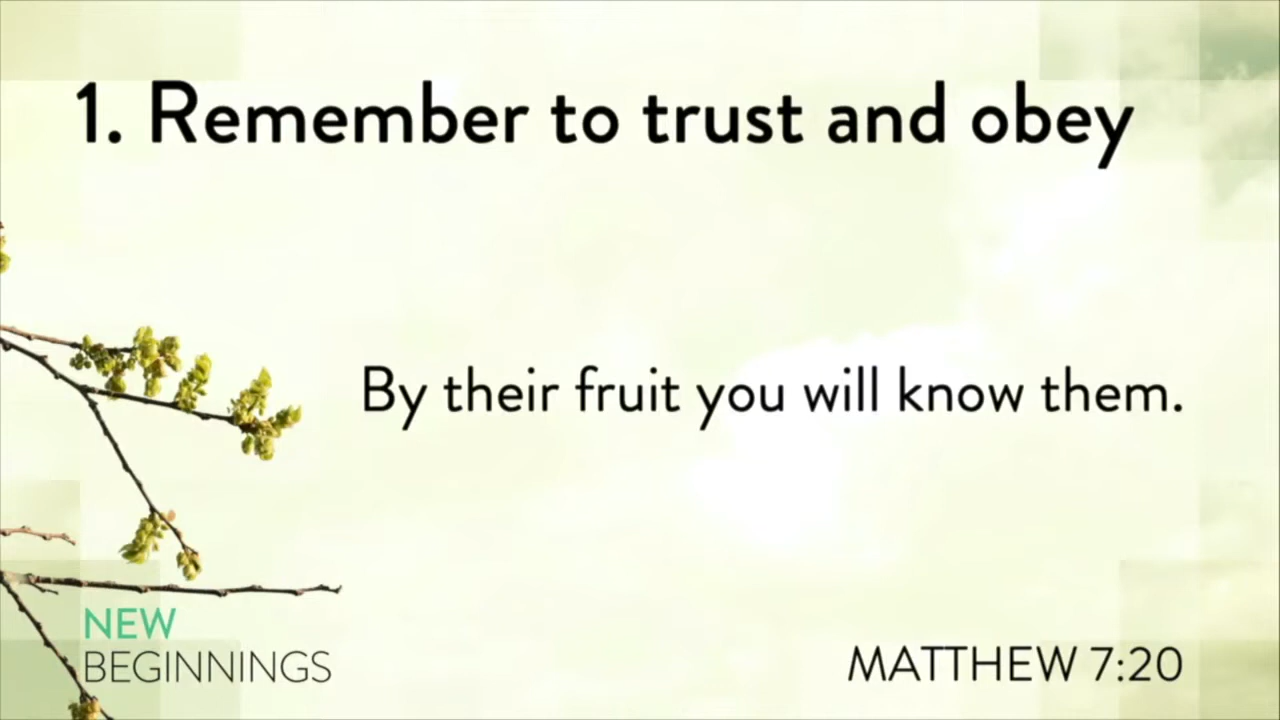 1. Remember to trust and obey
By their fruit you will know them.
NEW
BEGINNINGS
MATTHEW 7:20